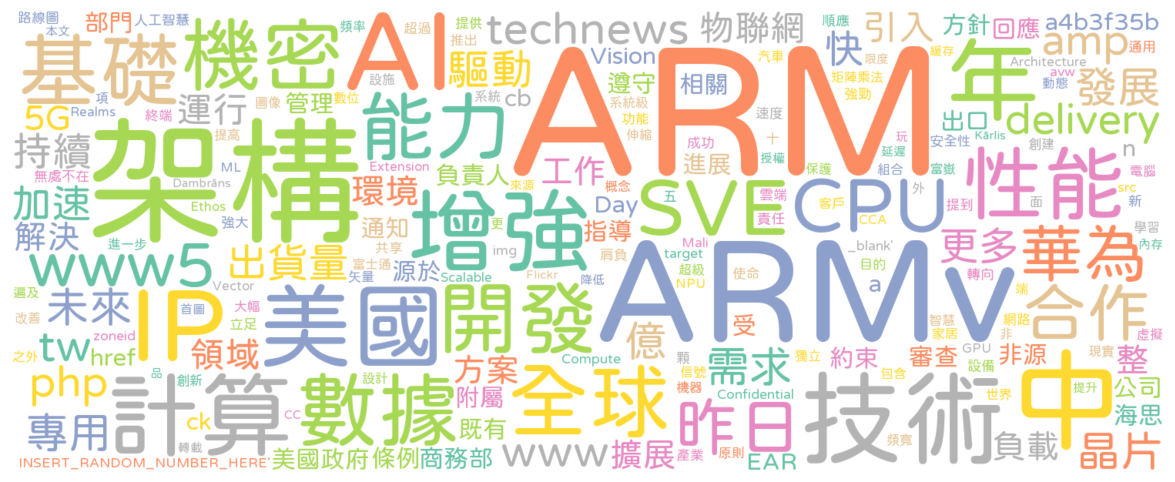 路線圖 部門 人工智慧
本文
頻率 超過 提供
推出
technews 物聯網
順應 引入 方針 回應 a4b3f35b
基礎 機密 AI ARM
驅動 Vision 汽車 快 限度 緩存 amp 通用
設施 遵守 相關 矩陣乘法 強勁 年 Architecture avw 動態 發展
5G 項 Realms 運行 圖像 管理 數位 系統 cb 系統級 功能 伸縮 速度 出口 delivery
終端 提高 能力 進展 成功 十 授權 玩 延遲 安全性 Kārlis 創建 n
持續 架構 ML Extension 負責人 工作 概念 保護 組合 富嶽 電腦
無處不在 Dambrāns 環境 來源 SVE 五 雲端 CPU 外 性能 src
加速 Ethos 強大 增強 更 Day 責任 客戶 CCA 提到 面 新
解決 進一步 通知 指導 Mali _blank' 更多 學習 華為
www5 共享 img 肩負 target 目的 內存
出貨量 富士通 源於 Scalable Flickr 超級 NPU 使命 a 轉向
遍及 未來 首圖 Vector IP 矢量 美國 開發 降低 ARMv 端 合作
改善 zoneid 大幅 立足 億 受 智慧 家居 網路 非 虛擬
tw href 領域 Compute 顆 信號 需求 獨立 約束 審查 GPU 設備 非源 現實 整
之外 品 創新 設計 方案 機器 包含
php 計算 數據 附屬 全球 Confidential 技術 世界 中 提升 公司
專用 ck cc 既有 昨日 海思
轉載 www 擴展 產業 原則 頻寬 負載 晶片
INSERT_RANDOM_NUMBER_HERE' 美國政府 條例 商務部 EAR